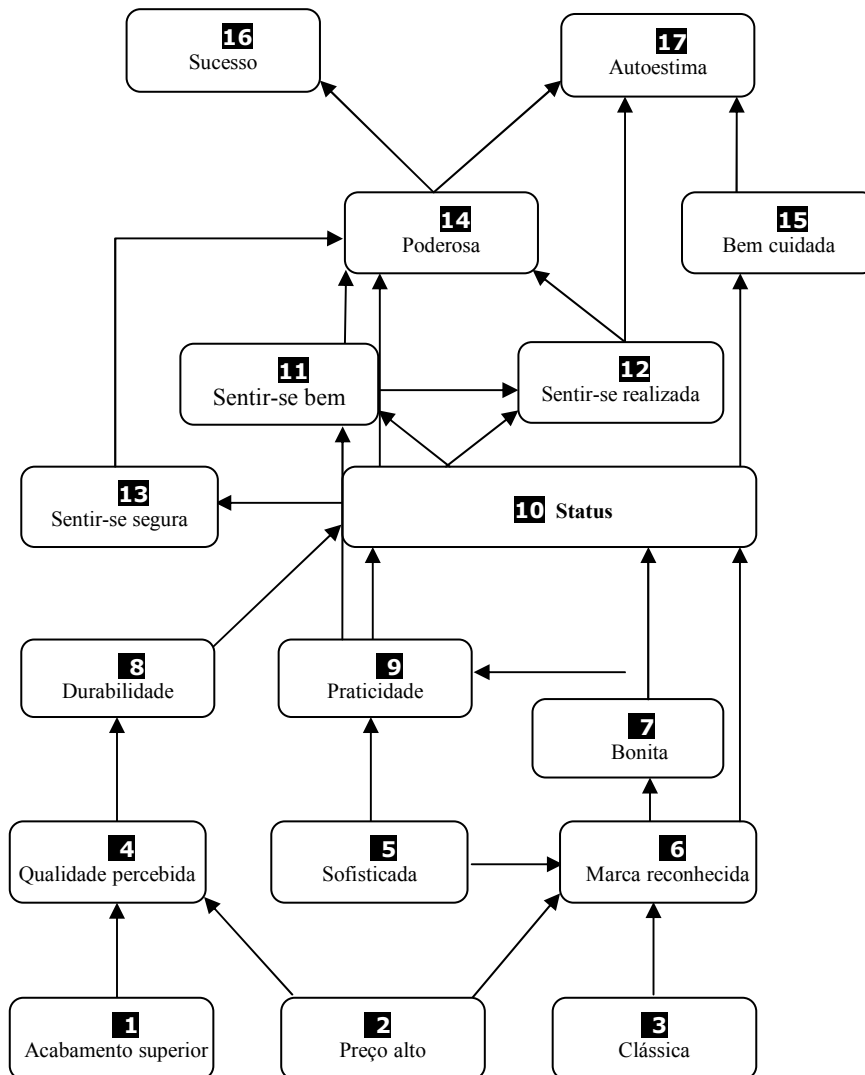 16
Sucesso
17
Autoestima
14
Poderosa
15
Bem cuidada
11
Sentir-se bem
12
Sentir-se realizada
13
Sentir-se segura
10 Status
8
Durabilidade
9
Praticidade
7
Bonita
4
Qualidade percebida
5
Sofisticada
6
Marca reconhecida
1
Acabamento superior
2
Preço alto
3
Clássica